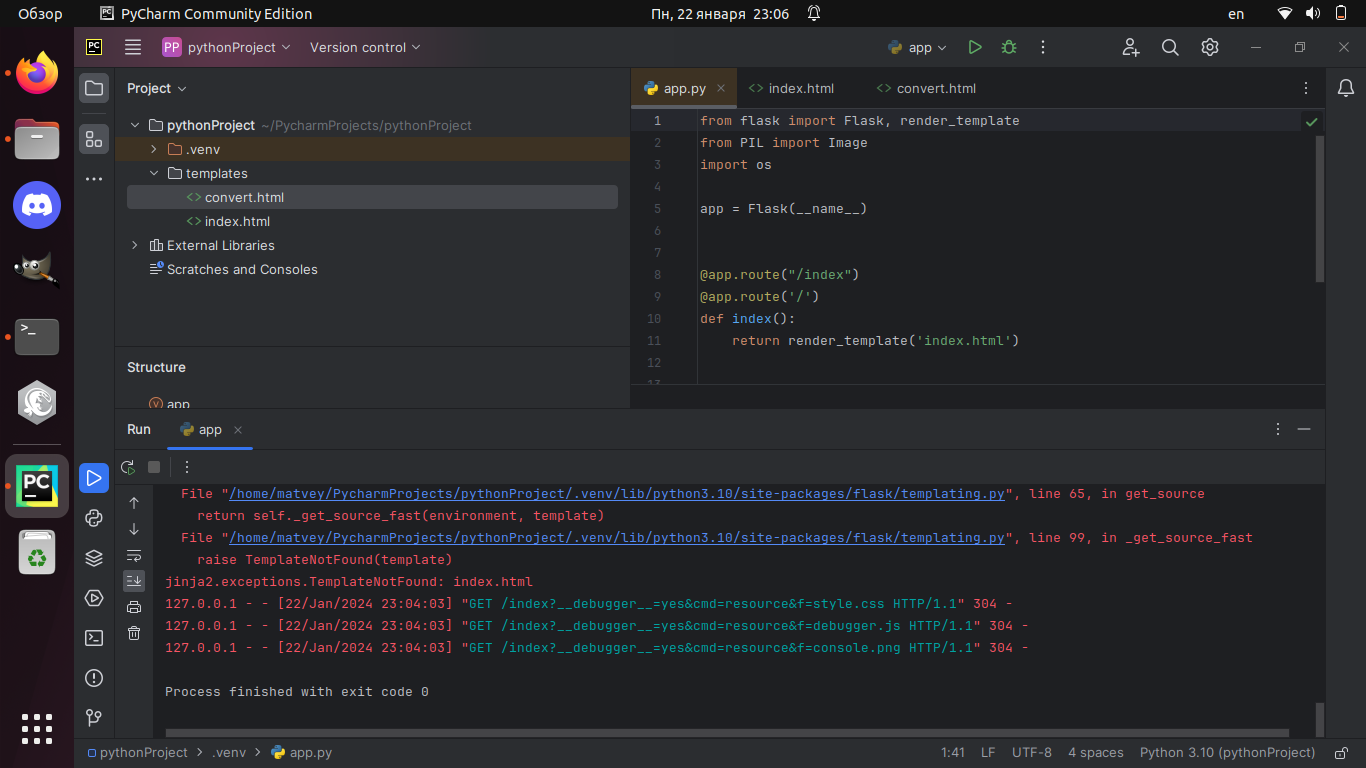 Обзор PyCharm Community Edition Пн, 22 января 23:06 en
PC PP pythonProject Version control app
Project app.py index.html convert.html
pythonProject ~/PycharmProjects/pythonProject
.venv
templates
convert.html
index.html
External Libraries
Scratches and Consoles
1 from flask import Flask, render_template
2 from PIL import Image
3 import os
4
5 app = Flask(__name__)
6
7
8 @app.route("/index")
9 @app.route('/')
10 def index():
11 return render_template('index.html')
12
13
Structure
V app
Run app
File "/home/matvey/PycharmProjects/pythonProject/.venv/lib/python3.10/site-packages/flask/templating.py", line 65, in get_source
return self._get_source_fast(environment, template)
File "/home/matvey/PycharmProjects/pythonProject/.venv/lib/python3.10/site-packages/flask/templating.py", line 99, in _get_source_fast
raise TemplateNotFound(template)
jinja2.exceptions.TemplateNotFound: index.html
127.0.0.1 - - [22/Jan/2024 23:04:03] "GET /index?__debugger__=yes&cmd=resource&f=style.css HTTP/1.1" 304 -
127.0.0.1 - - [22/Jan/2024 23:04:03] "GET /index?__debugger__=yes&cmd=resource&f=debugger.js HTTP/1.1" 304 -
127.0.0.1 - - [22/Jan/2024 23:04:03] "GET /index?__debugger__=yes&cmd=resource&f=console.png HTTP/1.1" 304 -
Process finished with exit code 0
PC
pythonProject > .venv > app.py 1:41 LF UTF-8 4 spaces Python 3.10 (pythonProject)